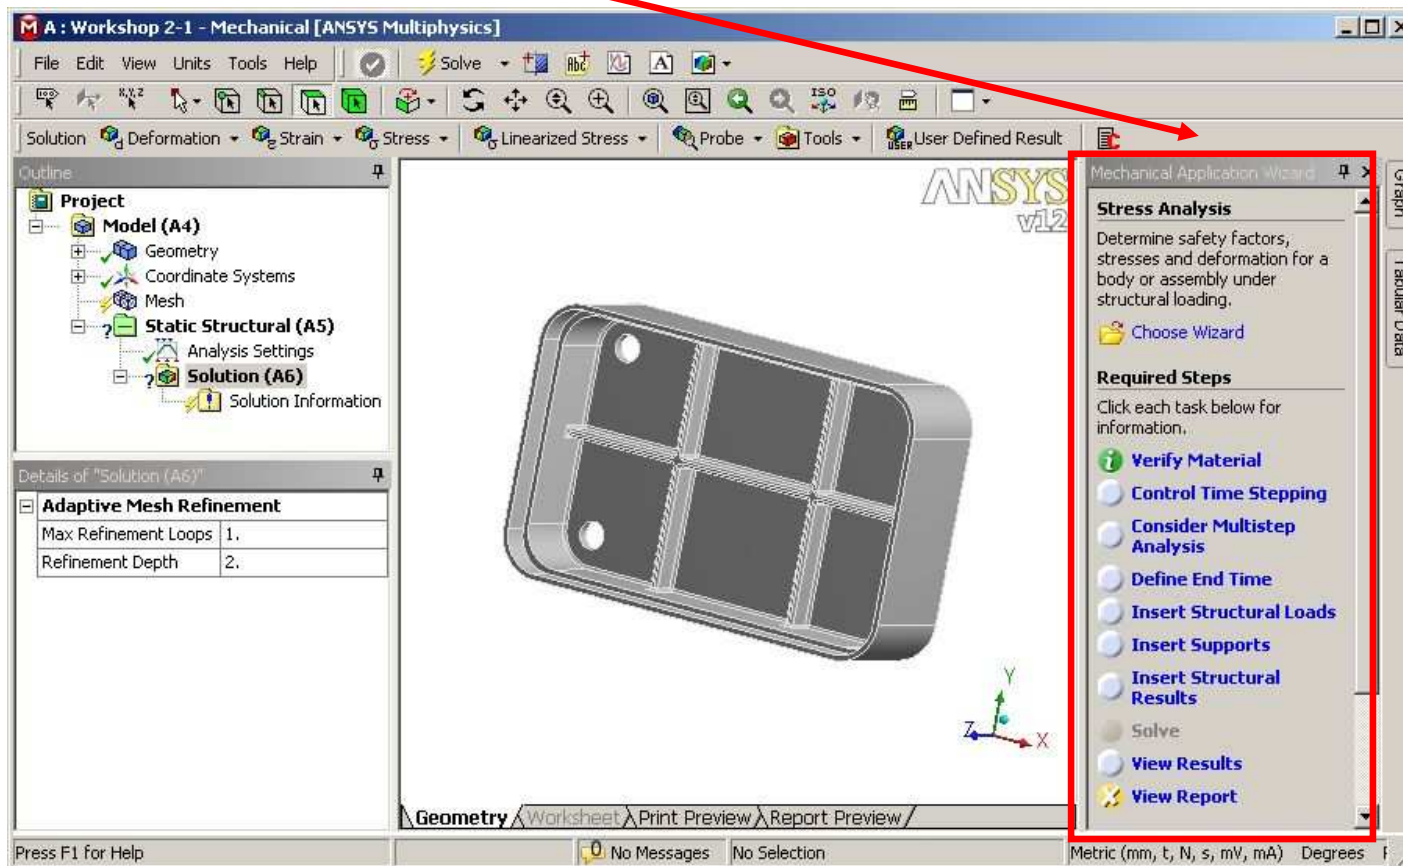 A : Workshop 2-1 - Mechanical [ANSYS Multiphysics]
File Edit View Units Tools Help Solve
Solution Deformation Strain Stress Linearized Stress Probe Tools User Defined Result
Outline
Project
Model (A4)
Geometry
Coordinate Systems
Mesh
Static Structural (A5)
Analysis Settings
Solution (A6)
Solution Information
Details of "Solution (A6)"
Adaptive Mesh Refinement
Max Refinement Loops 1.
Refinement Depth 2.
ANSYS
v12
Y
Z
X
Geometry Worksheet Print Preview Report Preview
Mechanical Application Wizard
Stress Analysis
Determine safety factors,
stresses and deformation for a
body or assembly under
structural loading.
Choose Wizard
Required Steps
Click each task below for
information.
Verify Material
Control Time Stepping
Consider Multistep
Analysis
Define End Time
Insert Structural Loads
Insert Supports
Insert Structural
Results
Solve
View Results
View Report
Graph
Tabular Data
Press F1 for Help
0 No Messages No Selection Metric (mm, t, N, s, mV, mA) Degrees